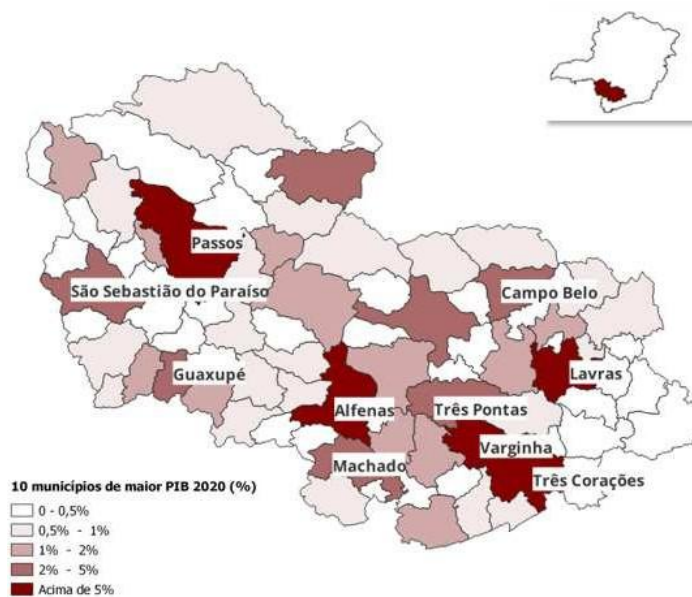 Passos
São Sebastião do Paraíso
Campo Belo
Guaxupé
Lavras
Alfenas
Três Pontas
Varginha
Machado
Três Corações
10 municípios de maior PIB 2020 (%)
0 - 0,5%
0,5% - 1%
1% - 2%
2% - 5%
Acima de 5%